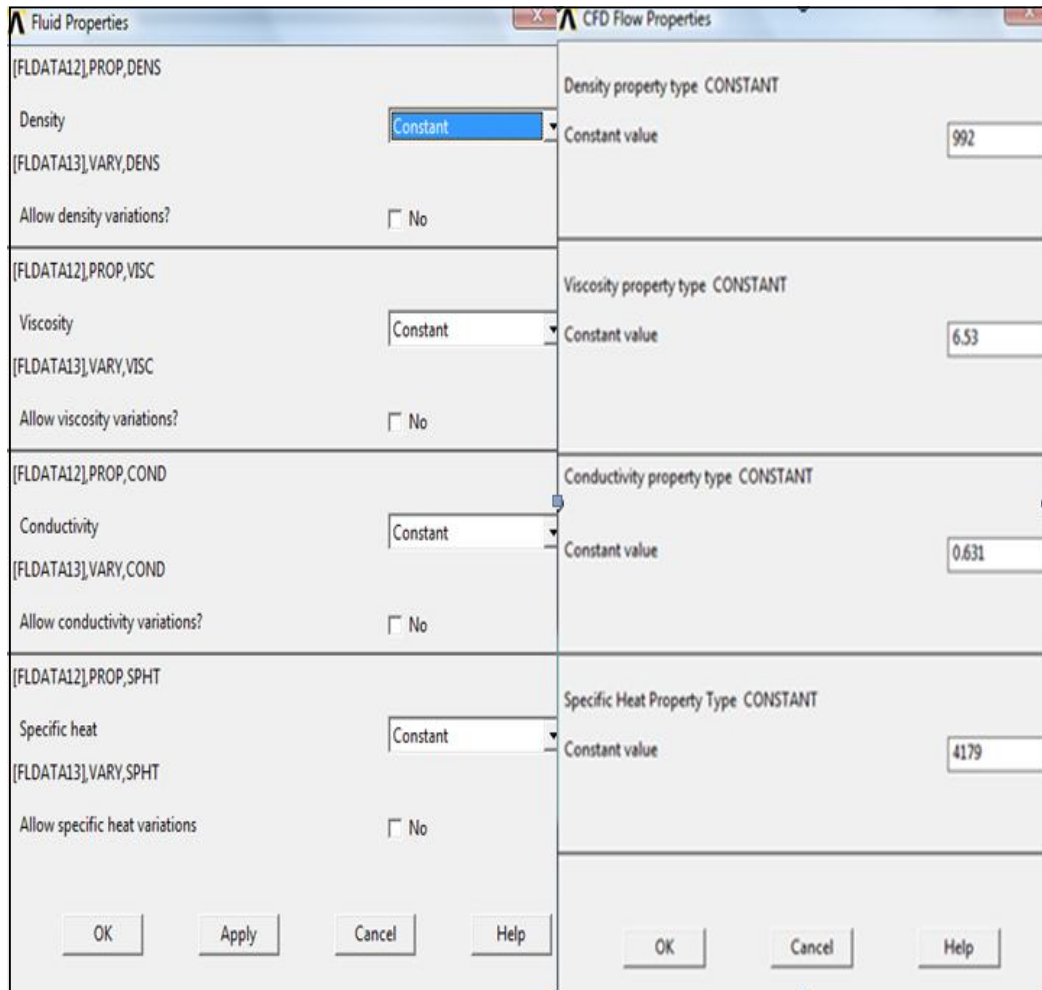 Fluid Properties
[FLDATA12],PROP,DENS
Density
Constant
[FLDATA13],VARY,DENS
Allow density variations?
No
[FLDATA12],PROP,VISC
Viscosity
Constant
[FLDATA13],VARY,VISC
Allow viscosity variations?
No
[FLDATA12],PROP,COND
Conductivity
Constant
[FLDATA13],VARY,COND
Allow conductivity variations?
No
[FLDATA12],PROP,SPHT
Specific heat
Constant
[FLDATA13],VARY,SPHT
Allow specific heat variations
No
OK
Apply
Cancel
Help
CFD Flow Properties
Density property type CONSTANT
Constant value
992
Viscosity property type CONSTANT
Constant value
6.53
Conductivity property type CONSTANT
Constant value
0.631
Specific Heat Property Type CONSTANT
Constant value
4179
OK
Cancel
Help